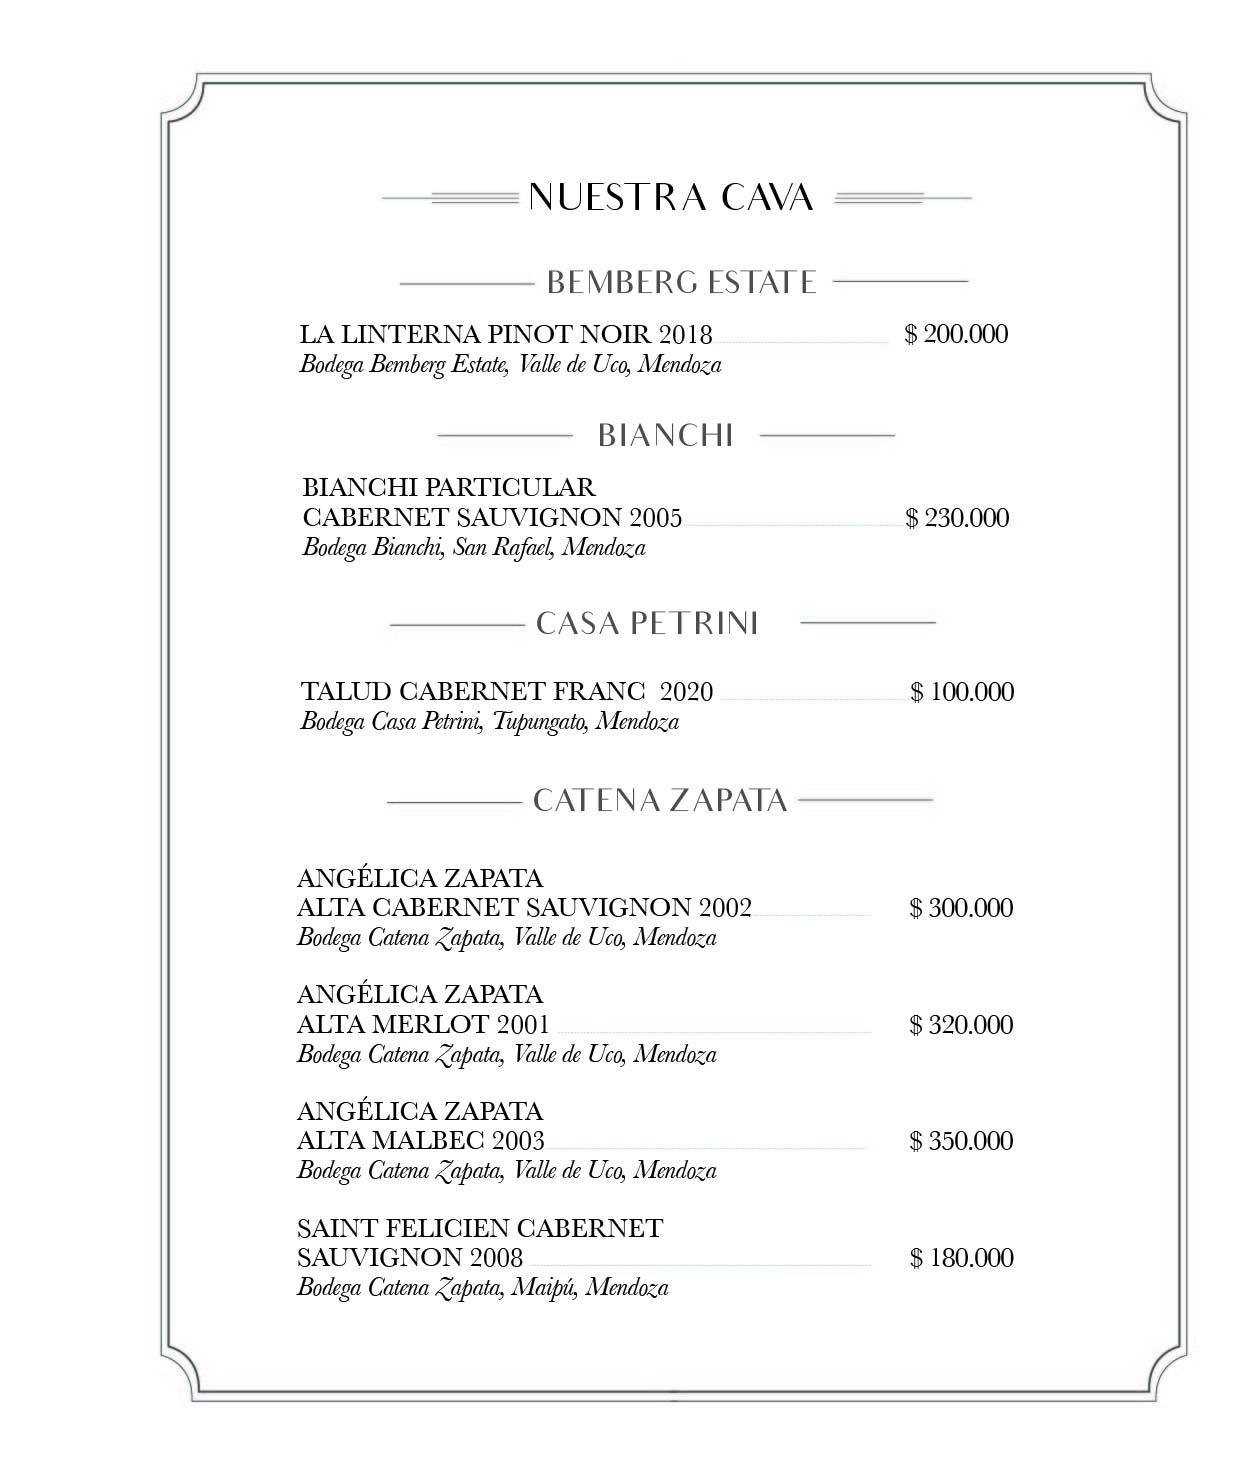 NUESTRA CAVA
BEMBERG ESTATE
LA LINTERNA PINOT NOIR 2018 $ 200.000
Bodega Bemberg Estate, Valle de Uco, Mendoza
BIANCHI
BIANCHI PARTICULAR
CABERNET SAUVIGNON 2005 $ 230.000
Bodega Bianchi, San Rafael, Mendoza
CASA PETRINI
TALUD CABERNET FRANC 2020 $ 100.000
Bodega Casa Petrini, Tupungato, Mendoza
CATENA ZAPATA
ANGÉLICA ZAPATA
ALTA CABERNET SAUVIGNON 2002 $ 300.000
Bodega Catena Zapata, Valle de Uco, Mendoza
ANGÉLICA ZAPATA
ALTA MERLOT 2001 $ 320.000
Bodega Catena Zapata, Valle de Uco, Mendoza
ANGÉLICA ZAPATA
ALTA MALBEC 2003 $ 350.000
Bodega Catena Zapata, Valle de Uco, Mendoza
SAINT FELICIEN CABERNET
SAUVIGNON 2008 $ 180.000
Bodega Catena Zapata, Maipú, Mendoza